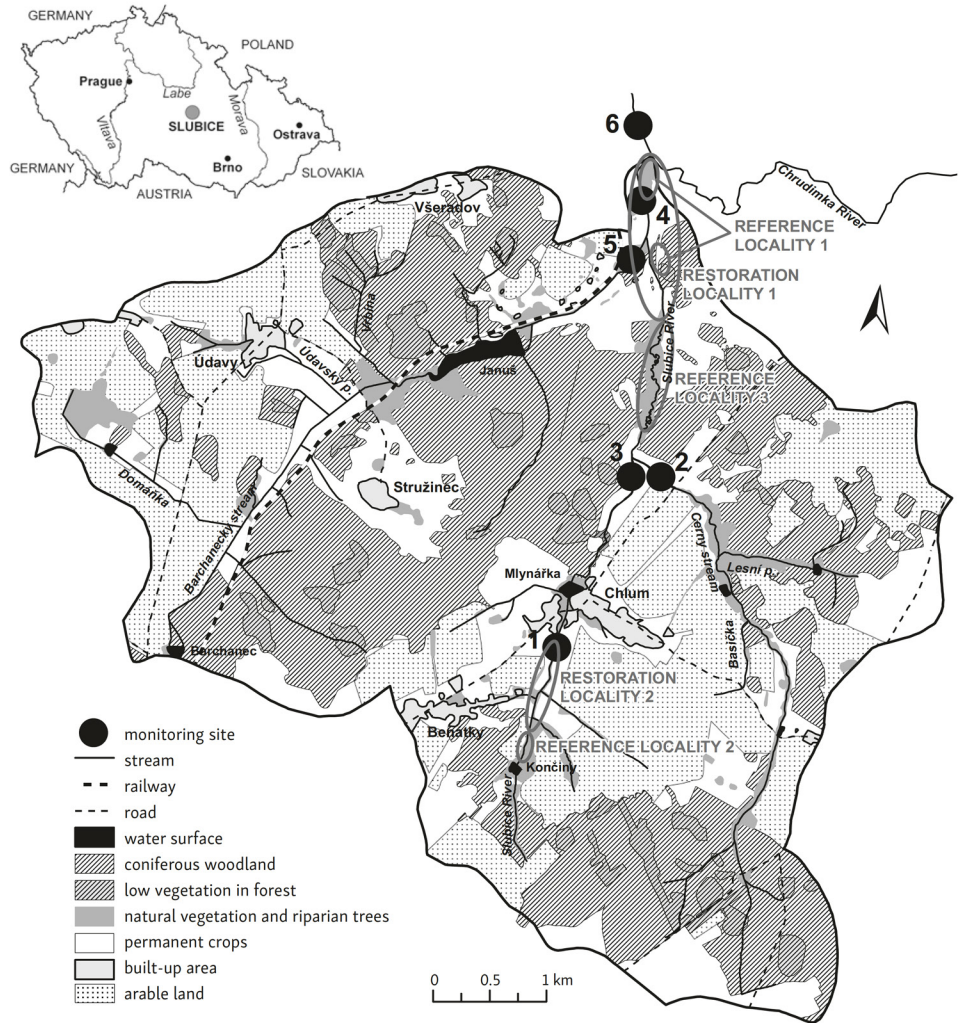 GERMANY
POLAND
Prague
Labe
Vltava
Morava
SLUBICE
Ostrava
Brno
GERMANY
SLOVAKIA
AUSTRIA
6
Chrudimka River
Všeradov
4
REFERENCE
LOCALITY 1
5
RESTORATION
LOCALITY 1
Vrbina
Slubice River
Údavy
Údavský p.
Januš
REFERENCE
LOCALITY 3
3
2
Domáňka
Stružinec
Barchanecký stream
Černý stream
Lesní p.
Mlynářka
Chlum
Basička
1
Barchanec
RESTORATION
LOCALITY 2
Benátky
REFERENCE LOCALITY 2
Končiny
Slubice River
monitoring site
stream
railway
road
water surface
coniferous woodland
low vegetation in forest
natural vegetation and riparian trees
permanent crops
built-up area
arable land
0 0.5 1 km